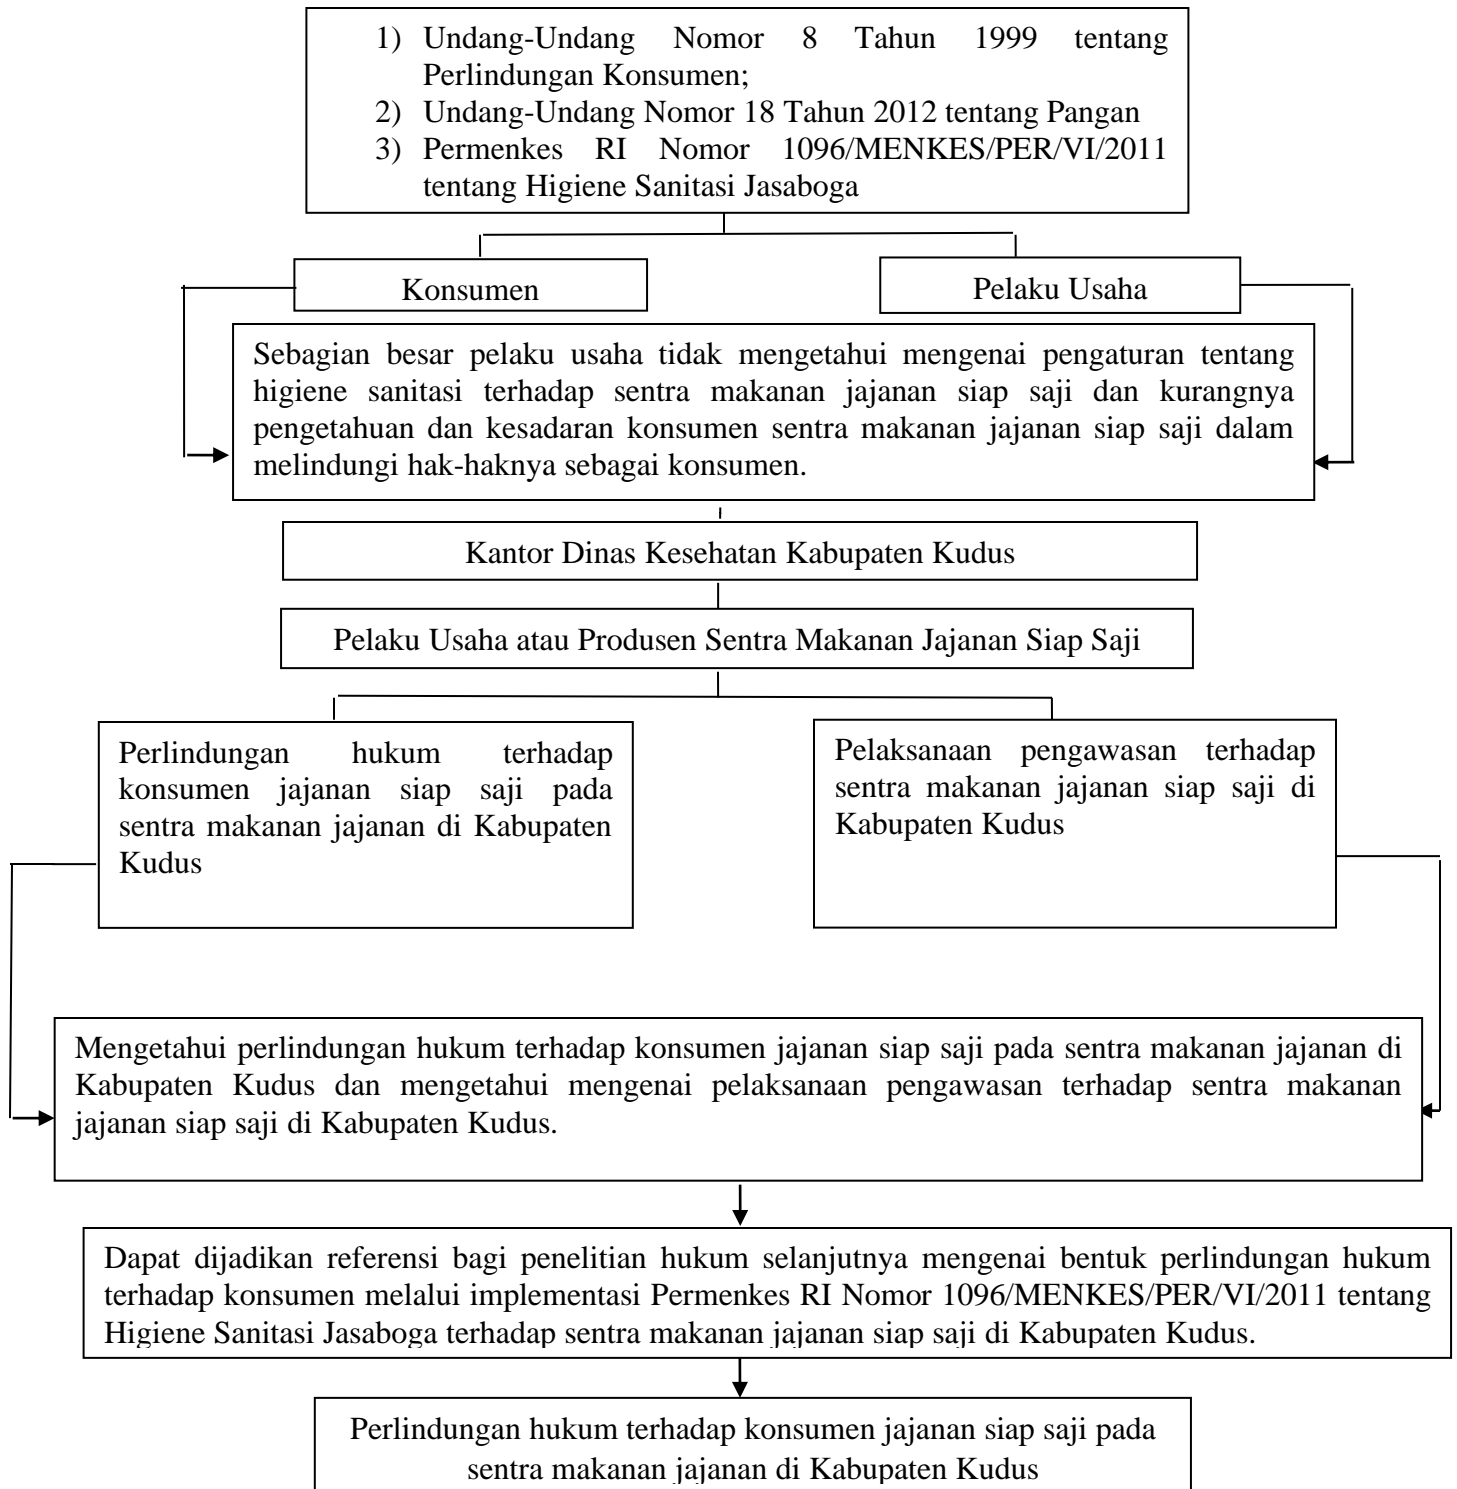 1) Undang-Undang Nomor 8 Tahun 1999 tentang
Perlindungan Konsumen;
2) Undang-Undang Nomor 18 Tahun 2012 tentang Pangan
3) Permenkes RI Nomor 1096/MENKES/PER/VI/2011
tentang Higiene Sanitasi Jasaboga
Konsumen
Pelaku Usaha
Sebagian besar pelaku usaha tidak mengetahui mengenai pengaturan tentang
higiene sanitasi terhadap sentra makanan jajanan siap saji dan kurangnya
pengetahuan dan kesadaran konsumen sentra makanan jajanan siap saji dalam
melindungi hak-haknya sebagai konsumen.
Kantor Dinas Kesehatan Kabupaten Kudus
Pelaku Usaha atau Produsen Sentra Makanan Jajanan Siap Saji
Perlindungan hukum terhadap
konsumen jajanan siap saji pada
sentra makanan jajanan di Kabupaten
Kudus
Pelaksanaan pengawasan terhadap
sentra makanan jajanan siap saji di
Kabupaten Kudus
Mengetahui perlindungan hukum terhadap konsumen jajanan siap saji pada sentra makanan jajanan di
Kabupaten Kudus dan mengetahui mengenai pelaksanaan pengawasan terhadap sentra makanan
jajanan siap saji di Kabupaten Kudus.
Dapat dijadikan referensi bagi penelitian hukum selanjutnya mengenai bentuk perlindungan hukum
terhadap konsumen melalui implementasi Permenkes RI Nomor 1096/MENKES/PER/VI/2011 tentang
Higiene Sanitasi Jasaboga terhadap sentra makanan jajanan siap saji di Kabupaten Kudus.
Perlindungan hukum terhadap konsumen jajanan siap saji pada
sentra makanan jajanan di Kabupaten Kudus